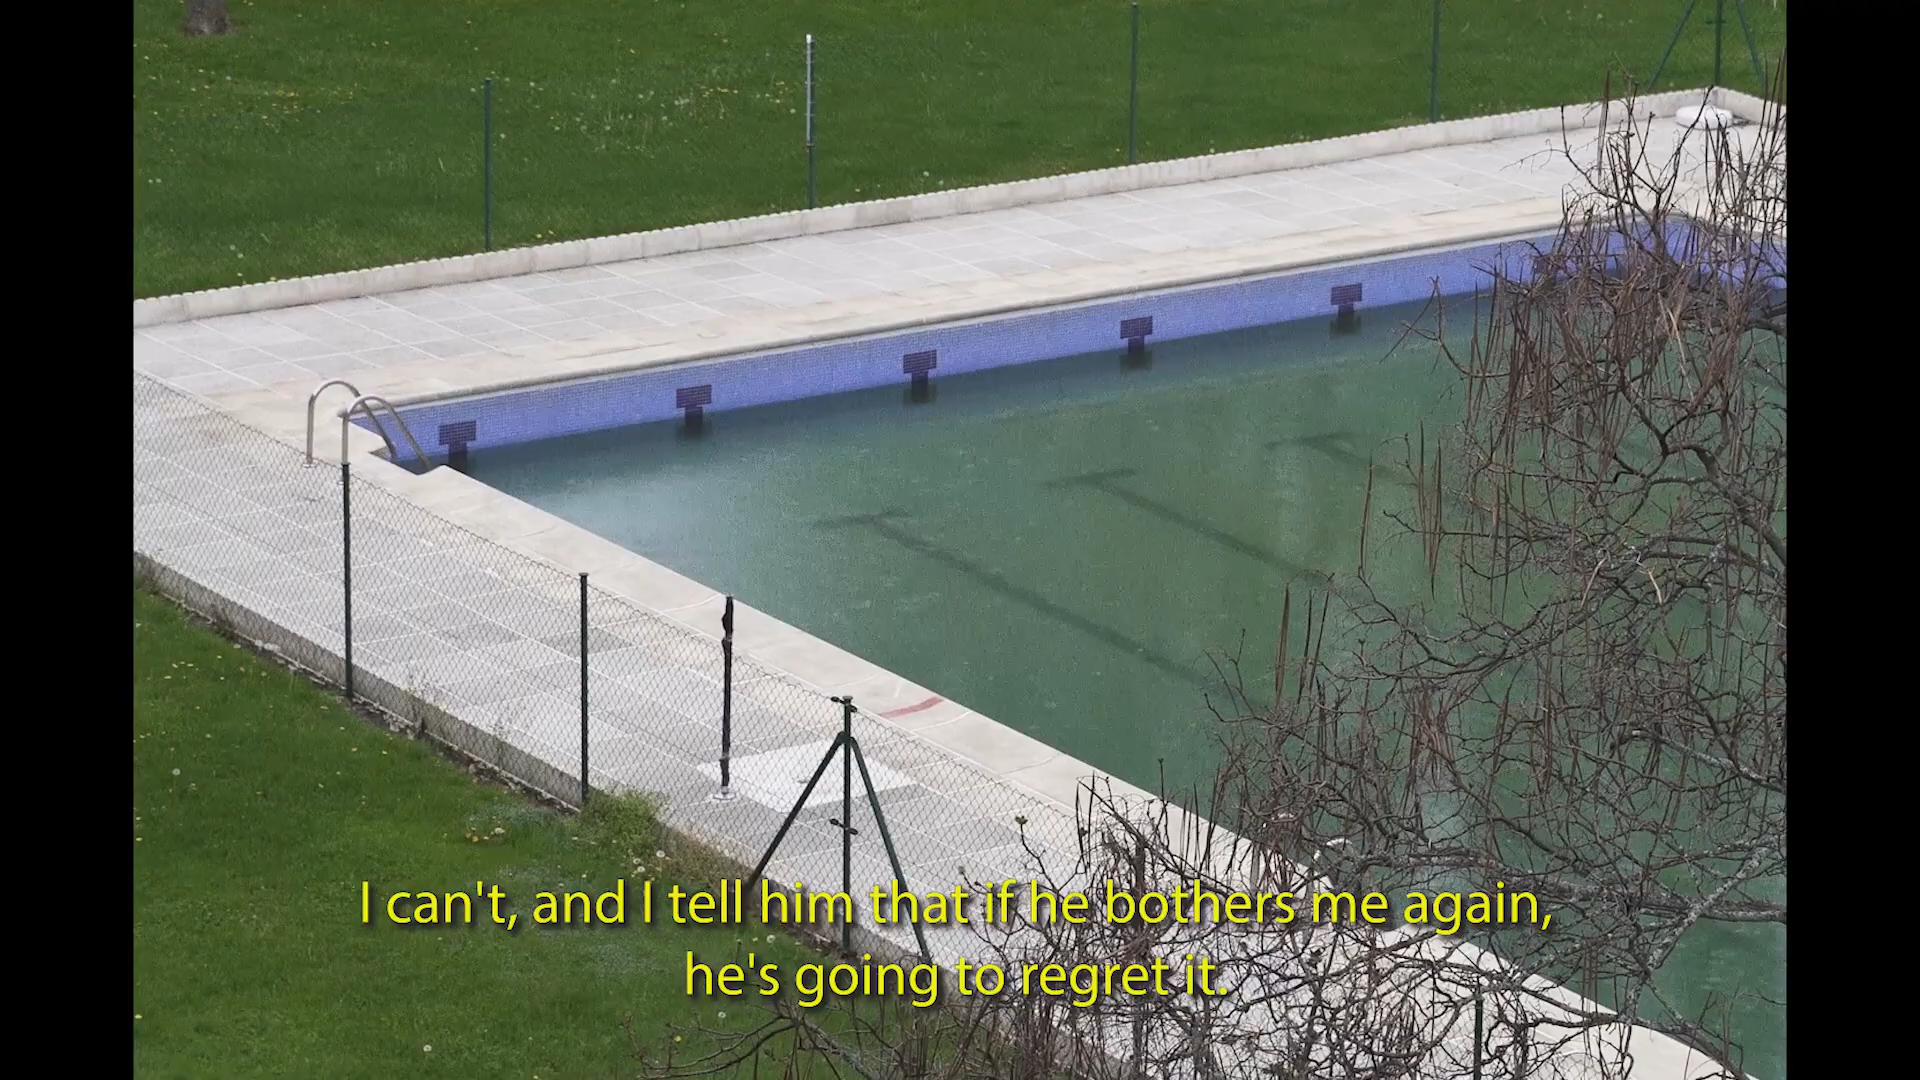 I can't, and I tell him that if he bothers me again,
he's going to regret it.